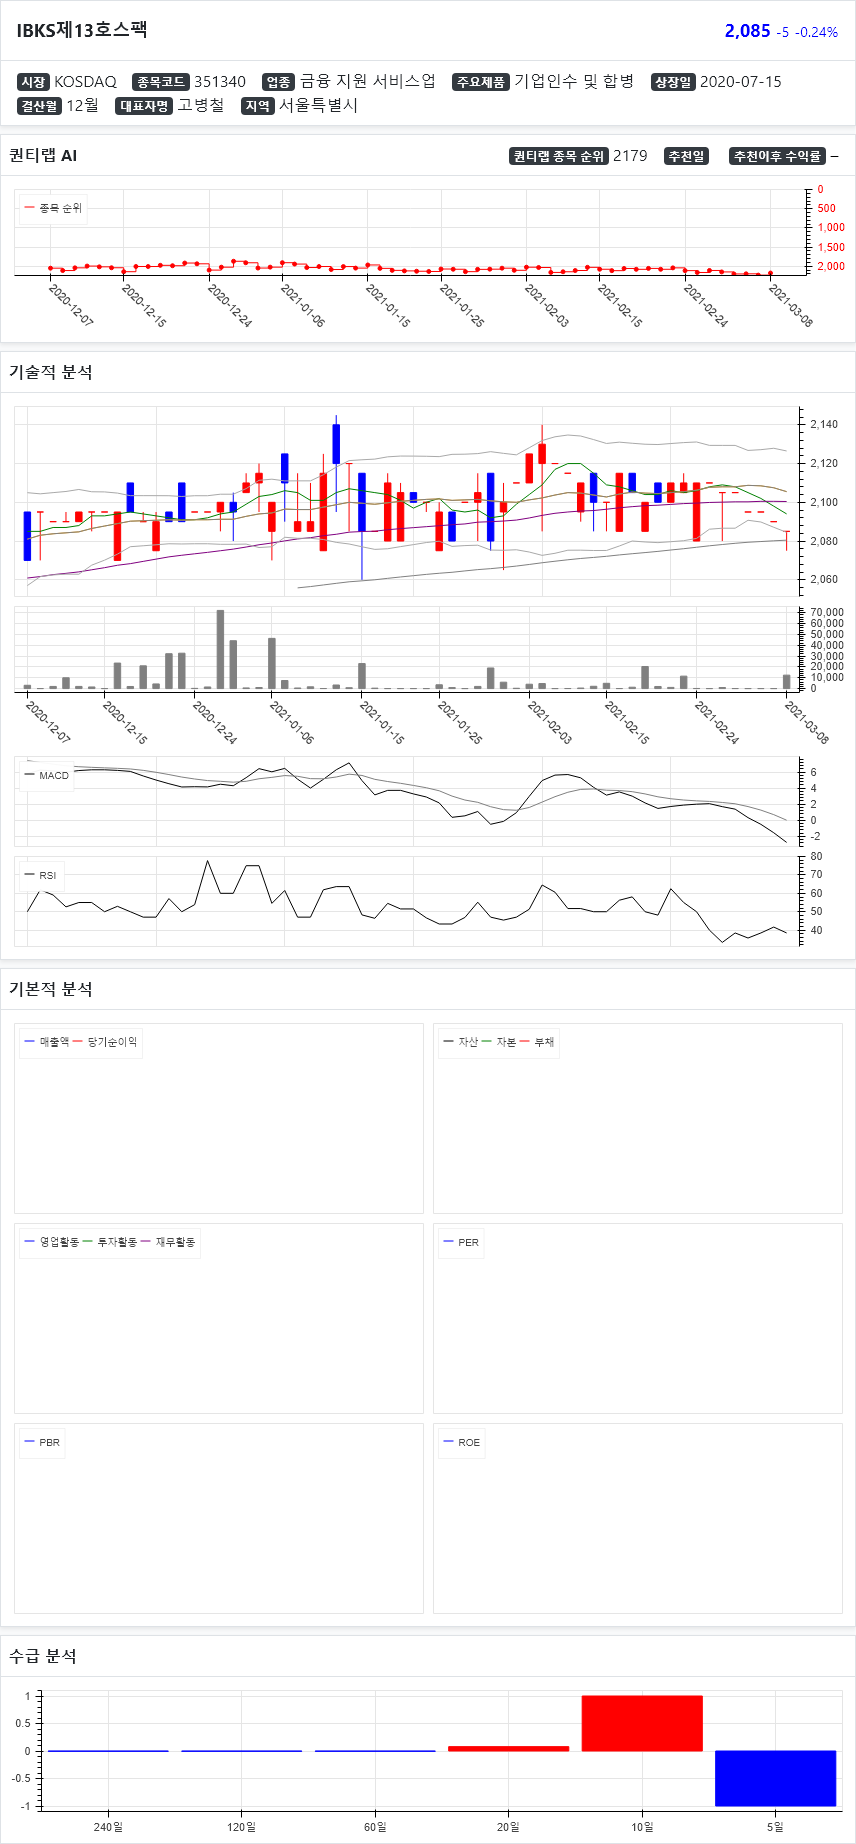 IBKS제13호스팩 2,085 -5 -0.24%
시장 KOSDAQ 종목코드 351340 업종 금융 지원 서비스업 주요제품 기업인수 및 합병 상장일 2020-07-15
결산월 12월 대표자명 고병철 지역 서울특별시
퀀티랩 AI 퀀티랩 종목 순위 2179 추천일 추천이후 수익률 –
종목 순위
0
500
1,000
1,500
2,000
2020-12-07 2020-12-15 2020-12-24 2021-01-06 2021-01-15 2021-01-25 2021-02-03 2021-02-15 2021-02-24 2021-03-08
기술적 분석
2,140
2,120
2,100
2,080
2,060
70,000
60,000
50,000
40,000
30,000
20,000
10,000
0
2020-12-07 2020-12-15 2020-12-24 2021-01-06 2021-01-15 2021-01-25 2021-02-03 2021-02-15 2021-02-24 2021-03-08
MACD
6
4
2
0
-2
RSI
80
70
60
50
40
기본적 분석
매출액 당기순이익
자산 자본 부채
영업활동 투자활동 재무활동
PER
PBR
ROE
수급 분석
1
0.5
0
-0.5
-1
240일 120일 60일 20일 10일 5일